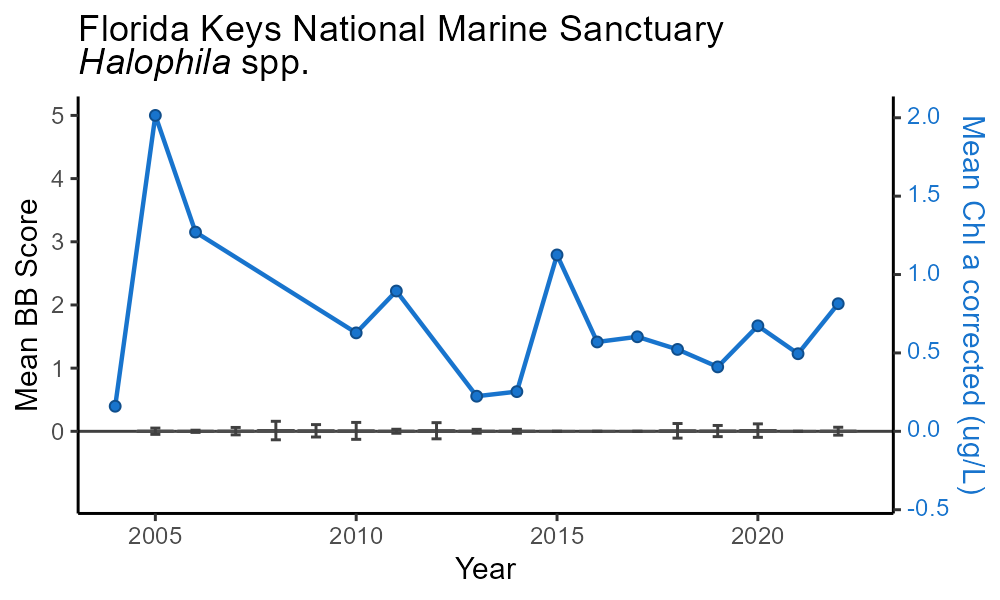 Florida Keys National Marine Sanctuary
Halophila spp.
5
4
3
2
1
0
Mean BB Score
2.0
1.5
1.0
0.5
0.0
-0.5
Mean Chl a corrected (ug/L)
2005 2010 2015 2020
Year